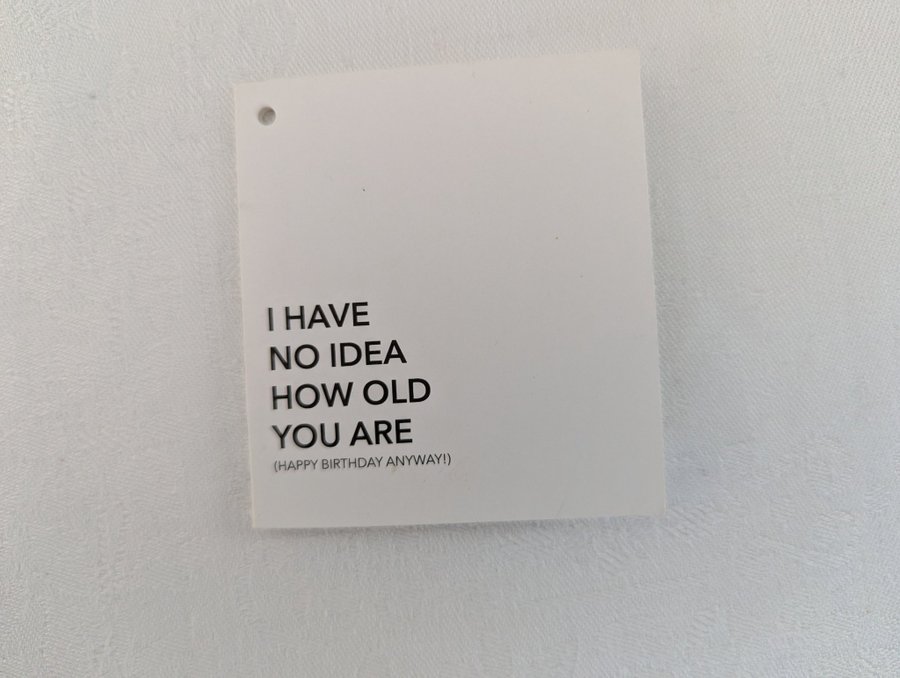 I HAVE
NO IDEA
HOW OLD
YOU ARE
(HAPPY BIRTHDAY ANYWAY!)